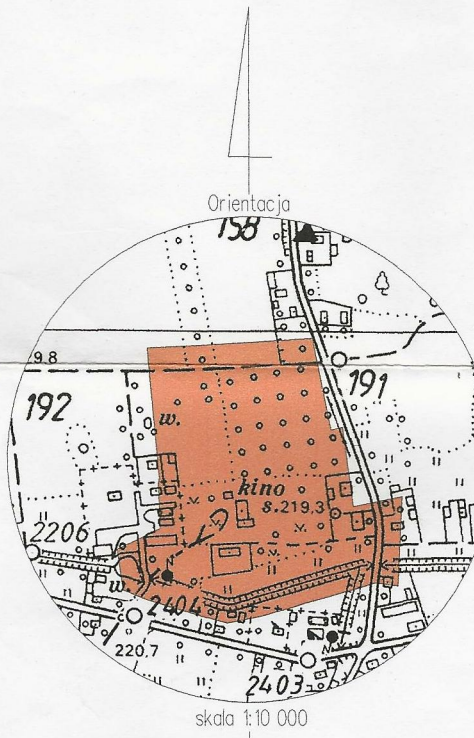 Orientacja
158
9.8
191
192
w.
kino
s.219,3
2206
w.
N
2404
220.7
N
2403
skala 1:10 000